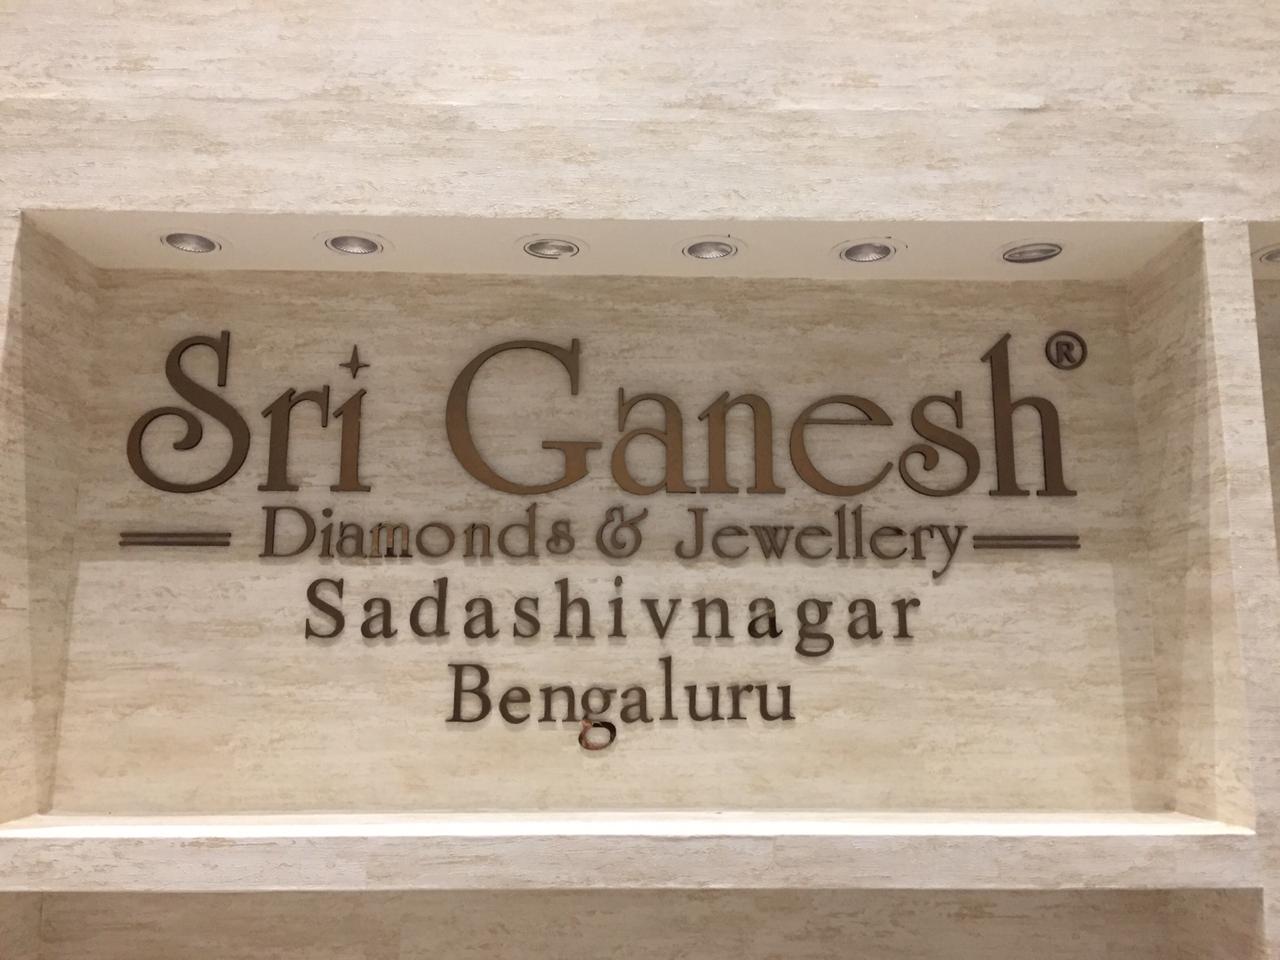 Sri Ganesh®
Diamonds & Jewellery
Sadashivnagar
Bengaluru